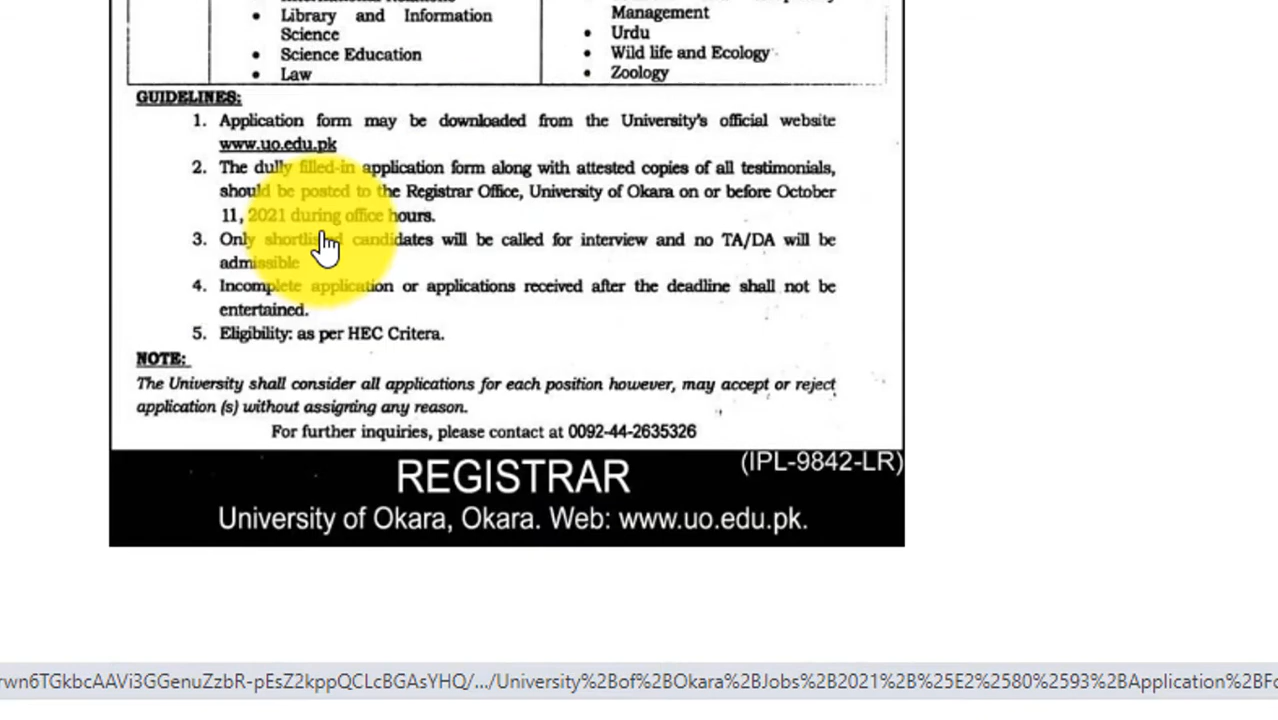 Library and Information
Management
Science
Urdu
Science Education
Wild life and Ecology
Law
Zoology
GUIDELINES:
1. Application form may be downloaded from the University's official website
www.uo.edu.pk
2. The dully filled-in application form along with attested copies of all testimonials,
should be posted to the Registrar Office, University of Okara on or before October
11, 2021 during office hours.
3. Only shortlisted candidates will be called for interview and no TA/DA will be
admissible
4. Incomplete application or applications received after the deadline shall not be
entertained.
5. Eligibility: as per HEC Critera.
NOTE:
The University shall consider all applications for each position however, may accept or reject
application (s) without assigning any reason.
For further inquiries, please contact at 0092-44-2635326
(IPL-9842-LR)
REGISTRAR
University of Okara, Okara. Web: www.uo.edu.pk.
rwn6TGkbcAAVi3GGenuZzbR-pEsZ2kppQCLcBGAsYHQ/.../University%2Bof%2BOkara%2BJobs%2B2021%2B%25E2%2580%2593%2BApplication%2BFo